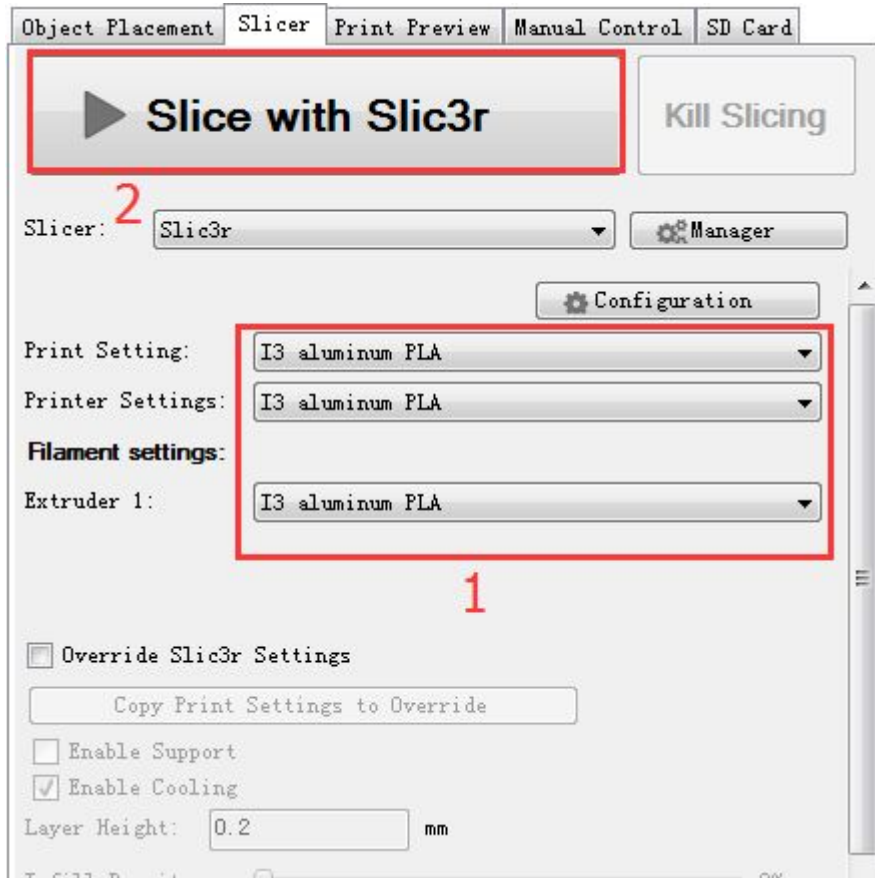 Object Placement Slicer Print Preview Manual Control SD Card
Slice with Slic3r Kill Slicing
2
Slicer: Slic3r Manager
Configuration
Print Setting: I3 aluminum PLA
Printer Settings: I3 aluminum PLA
Filament settings:
Extruder 1: I3 aluminum PLA
1
Override Slic3r Settings
Copy Print Settings to Override
Enable Support
Enable Cooling
Layer Height: 0.2 mm